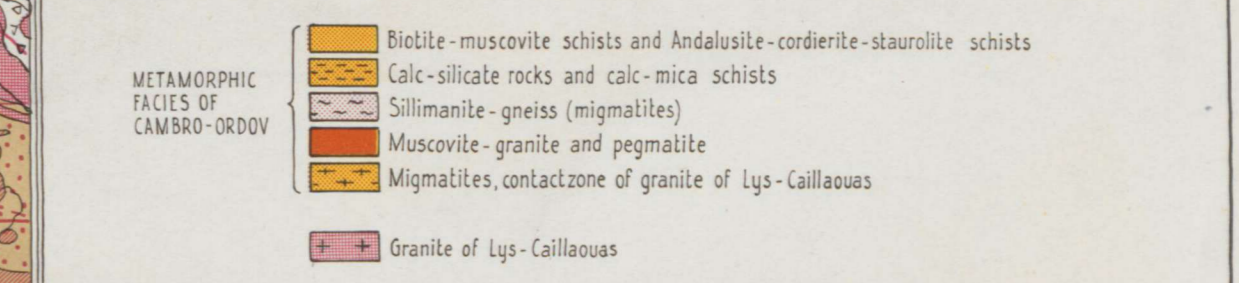 METAMORPHIC
FACIES OF
CAMBRO-ORDOV
Biotite-muscovite schists and Andalusite-cordierite-staurolite schists
Calc-silicate rocks and calc-mica schists
Sillimanite-gneiss (migmatites)
Muscovite-granite and pegmatite
Migmatites, contactzone of granite of Lys-Caillaouas
Granite of Lys-Caillaouas